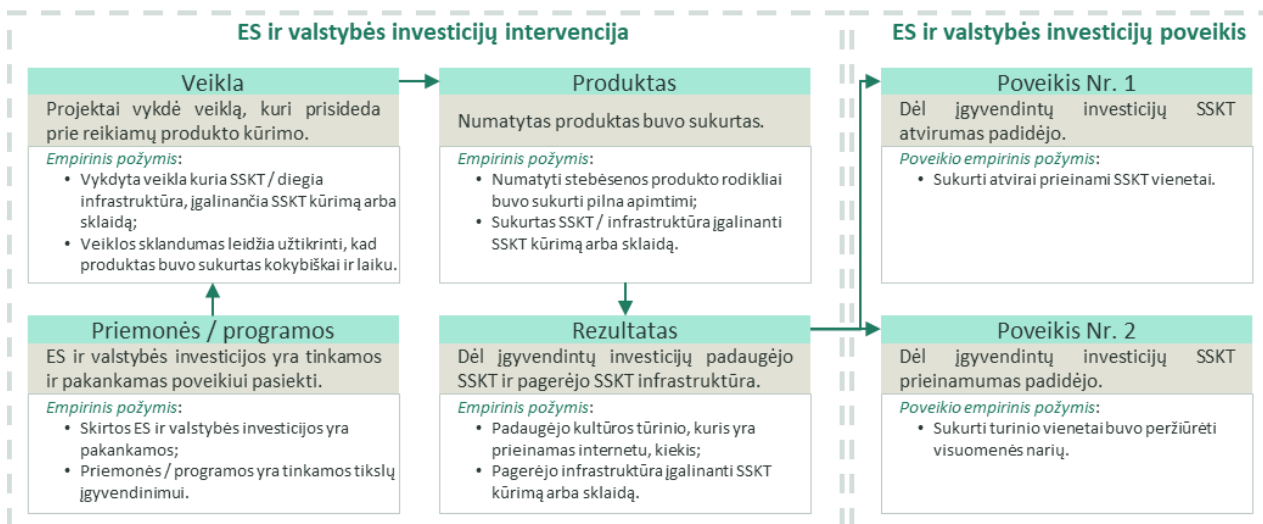 ES ir valstybės investicijų intervencija
ES ir valstybės investicijų poveikis
Veikla
Projektai vykdė veiklą, kuri prisideda
prie reikiamų produkto kūrimo.
Empirinis požymis:
• Vykdyta veikla kuria SSKT / diegia
infrastruktūra, įgalinančia SSKT kūrimą arba
sklaidą;
• Veiklos sklandumas leidžia užtikrinti, kad
produktas buvo sukurtas kokybiškai ir laiku.
Produktas
Numatytas produktas buvo sukurtas.
Empirinis požymis:
• Numatyti stebėsenos produkto rodikliai
buvo sukurti pilna apimtimi;
• Sukurtas SSKT / infrastruktūra įgalinanti
SSKT kūrimą arba sklaidą.
Poveikis Nr. 1
Dėl įgyvendintų investicijų SSKT
atvirumas padidėjo.
Poveikio empirinis požymis:
• Sukurti atvirai prieinami SSKT vienetai.
Priemonės / programos
ES ir valstybės investicijos yra tinkamos
ir pakankamas poveikiui pasiekti.
Empirinis požymis:
• Skirtos ES ir valstybės investicijos yra
pakankamos;
• Priemonės / programos yra tinkamos tikslų
įgyvendinimui.
Rezultatas
Dėl įgyvendintų investicijų padaugėjo
SSKT ir pagerėjo SSKT infrastruktūra.
Empirinis požymis:
• Padaugėjo kultūros tūrinio, kuris yra
prieinamas internetu, kiekis;
• Pagerėjo infrastruktūra įgalinanti SSKT
kūrimą arba sklaidą.
Poveikis Nr. 2
Dėl įgyvendintų investicijų SSKT
prieinamumas padidėjo.
Poveikio empirinis požymis:
• Sukurti turinio vienetai buvo peržiūrėti
visuomenės narių.